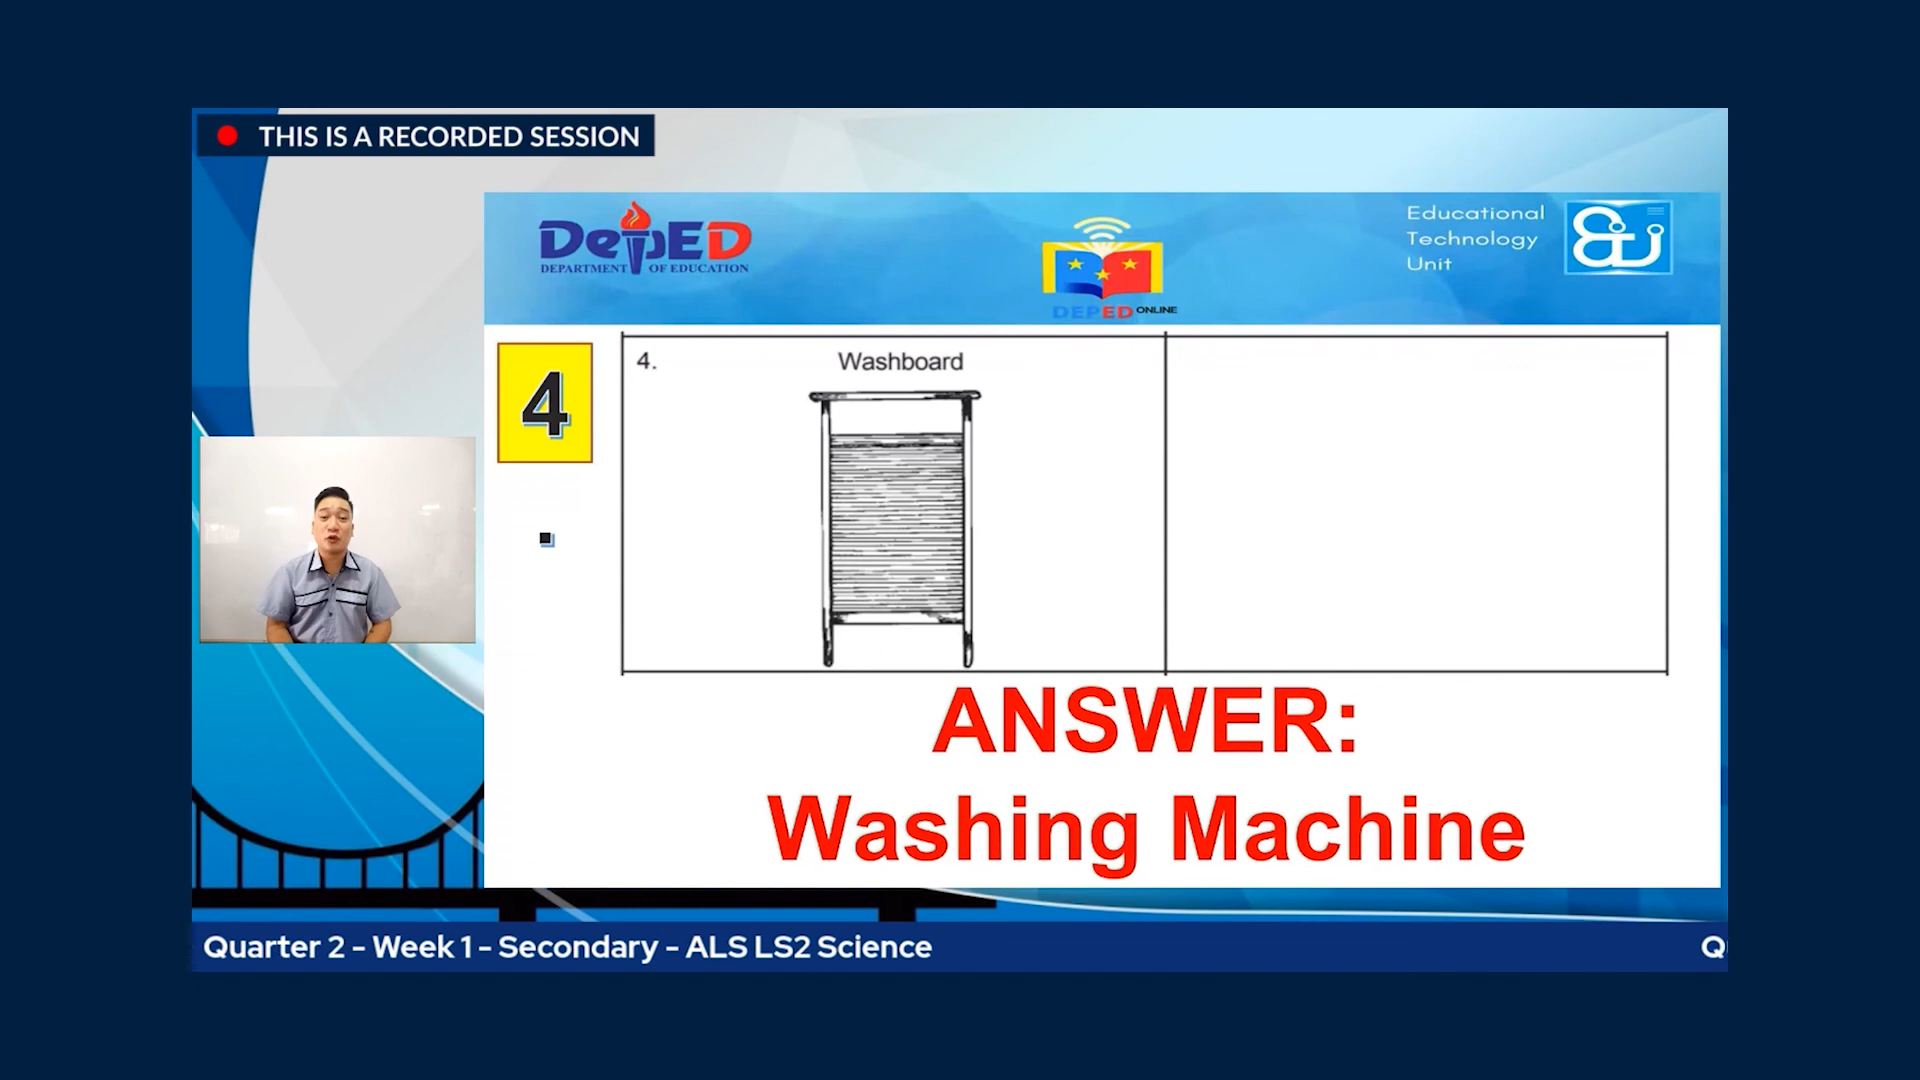 THIS IS A RECORDED SESSION
DepED
DEPARTMENT OF EDUCATION
DEPED ONLINE
Educational
Technology
Unit
4
4.
Washboard
ANSWER:
Washing Machine
Quarter 2 - Week 1 - Secondary - ALS LS2 Science
Q